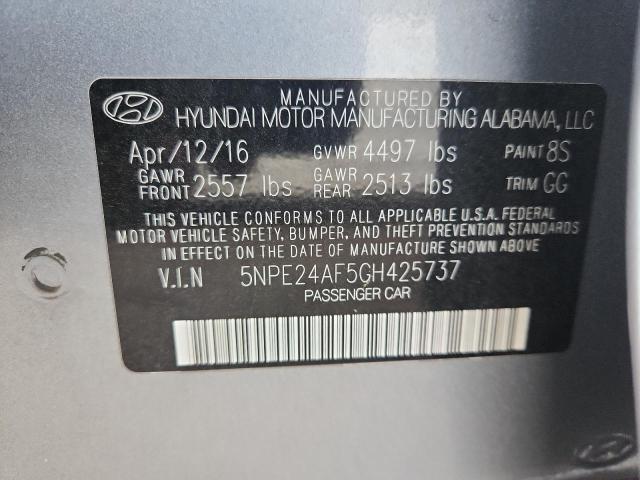 MANUFACTURED BY
HYUNDAI MOTOR MANUFACTURING ALABAMA, LLC
Apr/12/16 GVWR 4497 lbs PAINT 8S
GAWR FRONT 2557 lbs GAWR REAR 2513 lbs TRIM GG
THIS VEHICLE CONFORMS TO ALL APPLICABLE U.S.A. FEDERAL
MOTOR VEHICLE SAFETY, BUMPER, AND THEFT PREVENTION STANDARDS
IN EFFECT ON THE DATE OF MANUFACTURE SHOWN ABOVE.
V.I.N 5NPE24AF5GH425737
PASSENGER CAR